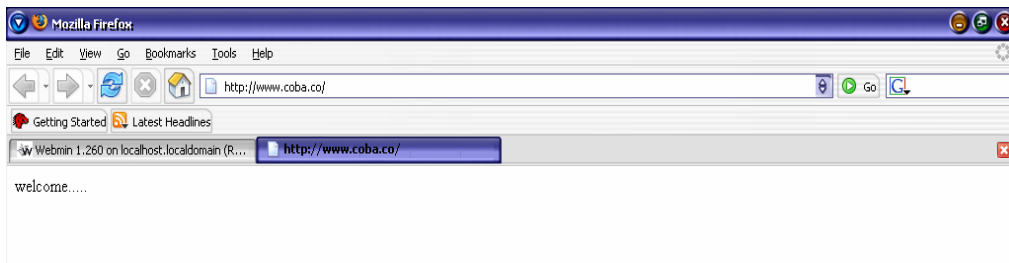 Mozilla Firefox
File Edit View Go Bookmarks Tools Help
http://www.coba.co/ Go G
Getting Started Latest Headlines
W Webmin 1.260 on localhost.localdomain (R... http://www.coba.co/
welcome.....